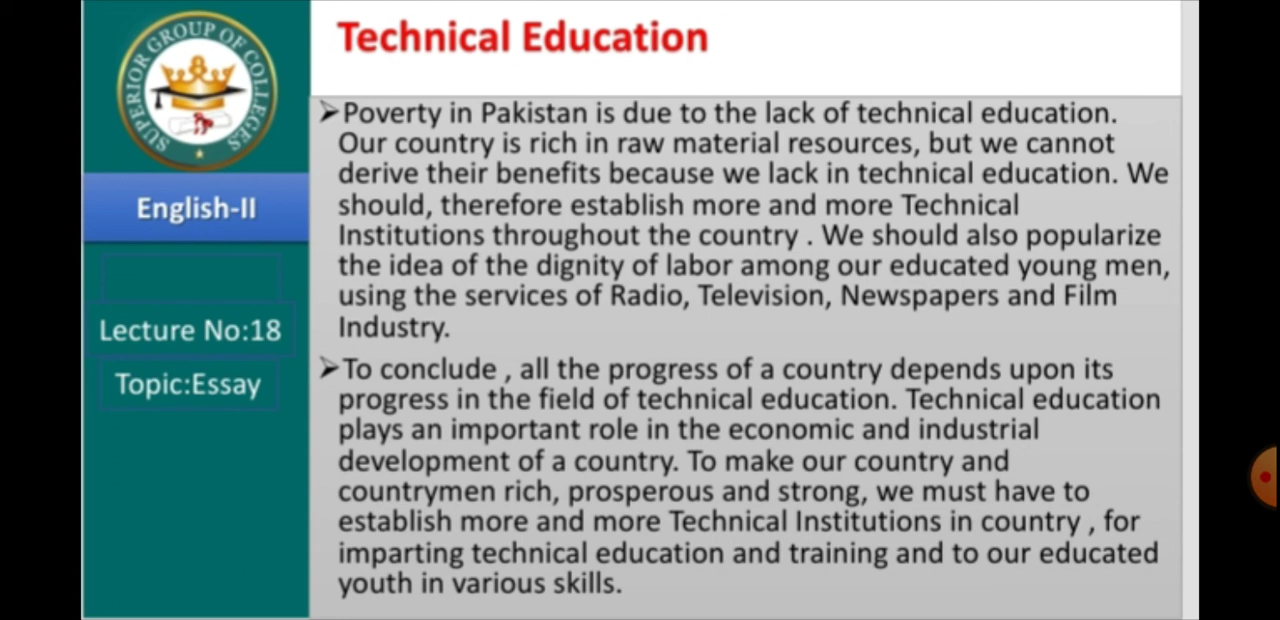 SUPERIOR GROUP OF COLLEGES
English-II
Lecture No:18
Topic:Essay
Technical Education
➢Poverty in Pakistan is due to the lack of technical education.
Our country is rich in raw material resources, but we cannot
derive their benefits because we lack in technical education. We
should, therefore establish more and more Technical
Institutions throughout the country . We should also popularize
the idea of the dignity of labor among our educated young men,
using the services of Radio, Television, Newspapers and Film
Industry.
➢To conclude , all the progress of a country depends upon its
progress in the field of technical education. Technical education
plays an important role in the economic and industrial
development of a country. To make our country and
countrymen rich, prosperous and strong, we must have to
establish more and more Technical Institutions in country , for
imparting technical education and training and to our educated
youth in various skills.